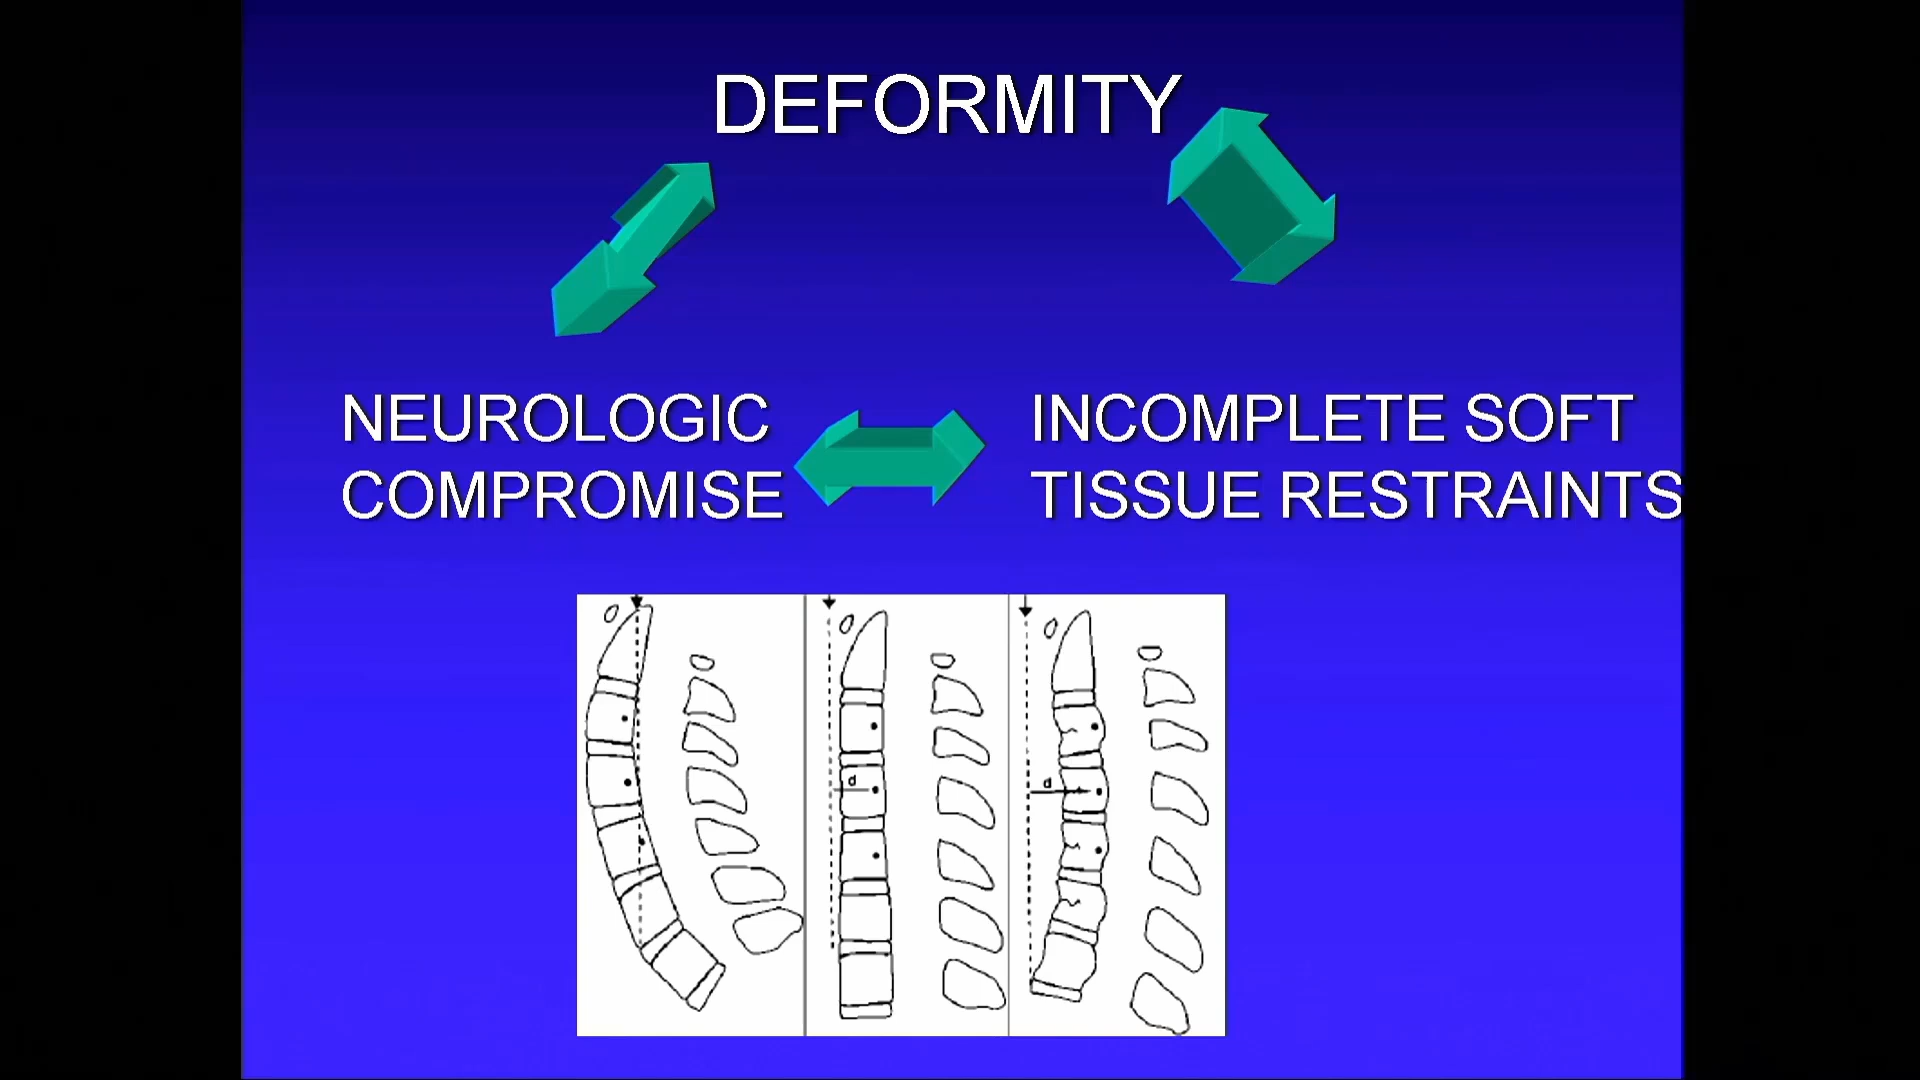 DEFORMITY
NEUROLOGIC
COMPROMISE
INCOMPLETE SOFT
TISSUE RESTRAINTS
d
d